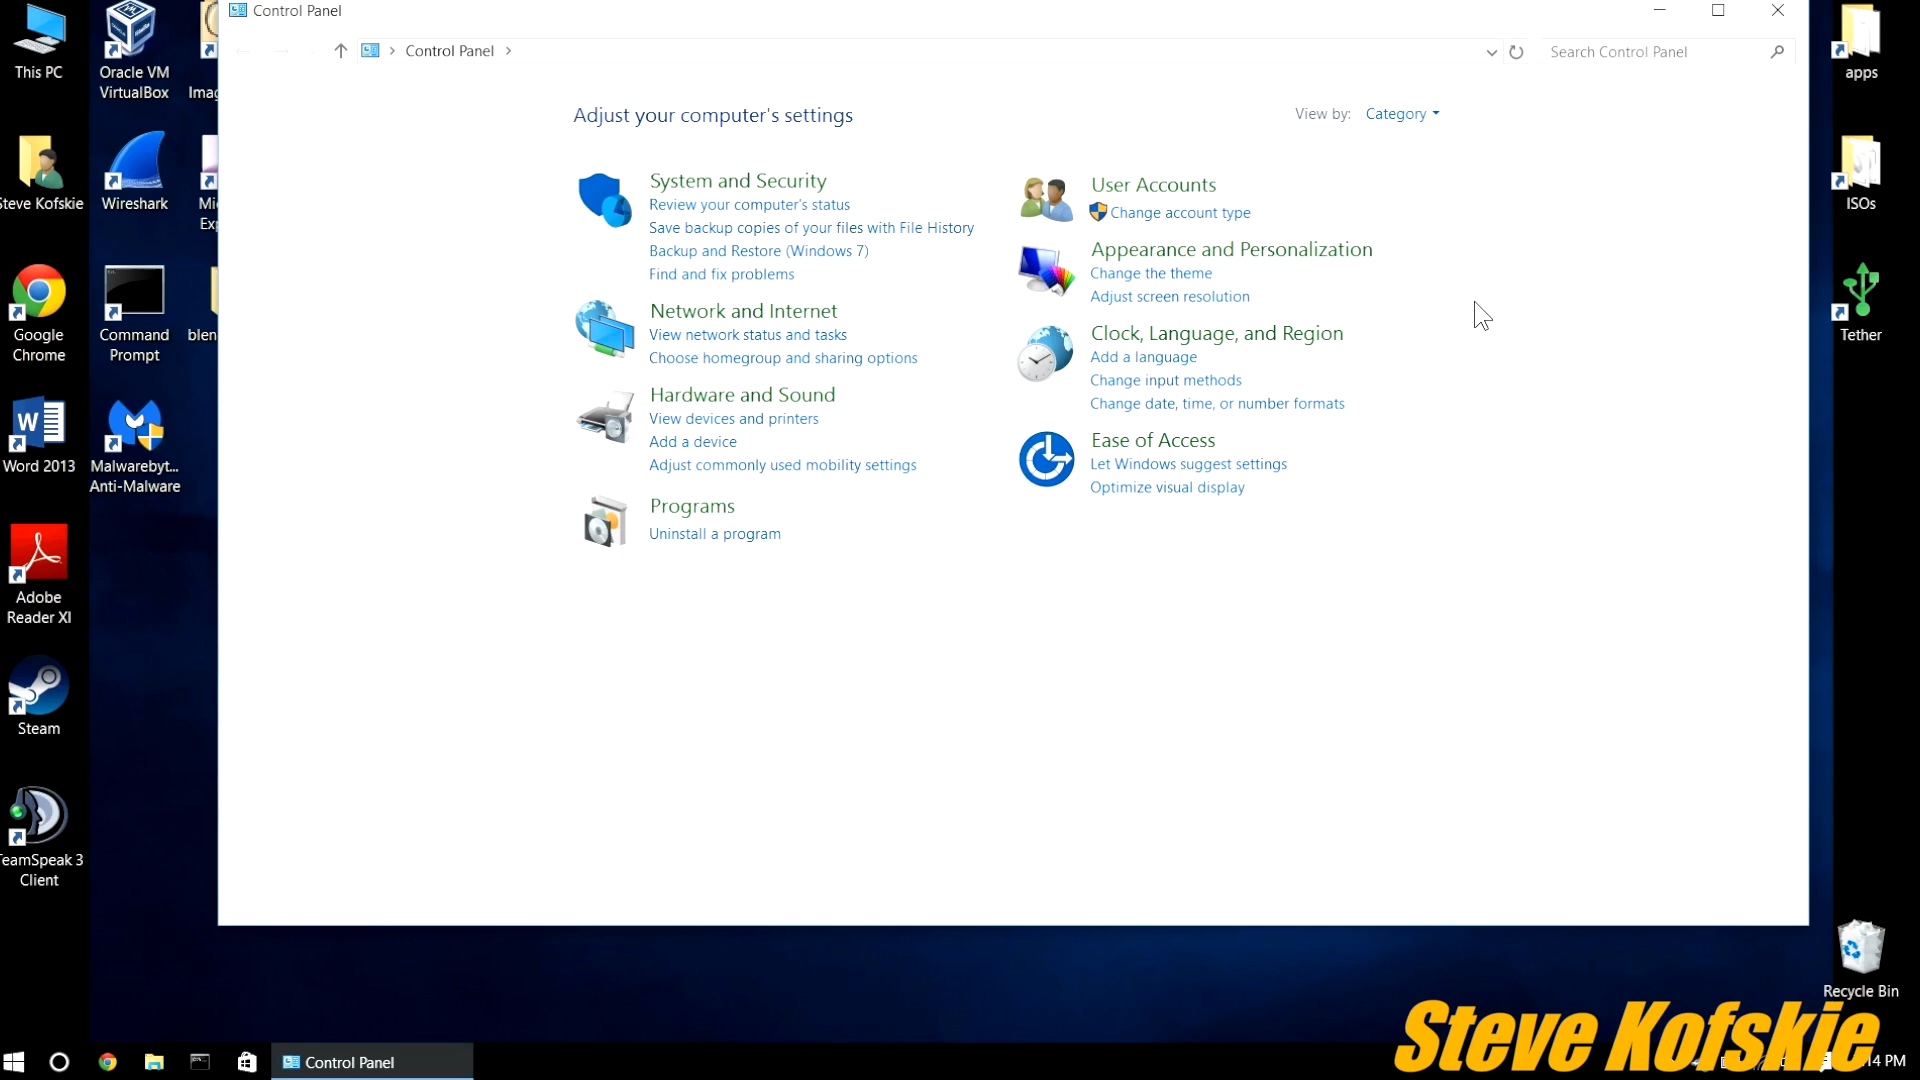 Control Panel
Control Panel
Search Control Panel
Adjust your computer's settings
View by: Category
System and Security
Review your computer's status
Save backup copies of your files with File History
Backup and Restore (Windows 7)
Find and fix problems
Network and Internet
View network status and tasks
Choose homegroup and sharing options
Hardware and Sound
View devices and printers
Add a device
Adjust commonly used mobility settings
Programs
Uninstall a program
User Accounts
Change account type
Appearance and Personalization
Change the theme
Adjust screen resolution
Clock, Language, and Region
Add a language
Change input methods
Change date, time, or number formats
Ease of Access
Let Windows suggest settings
Optimize visual display
This PC
Steve Kofskie
Google
Chrome
Word 2013
Adobe
Reader XI
Steam
TeamSpeak 3
Client
Oracle VM
VirtualBox
Wireshark
Command
Prompt
Malwarebyt...
Anti-Malware
apps
ISOs
Tether
Recycle Bin
Steve Kofskie
Control Panel
14 PM